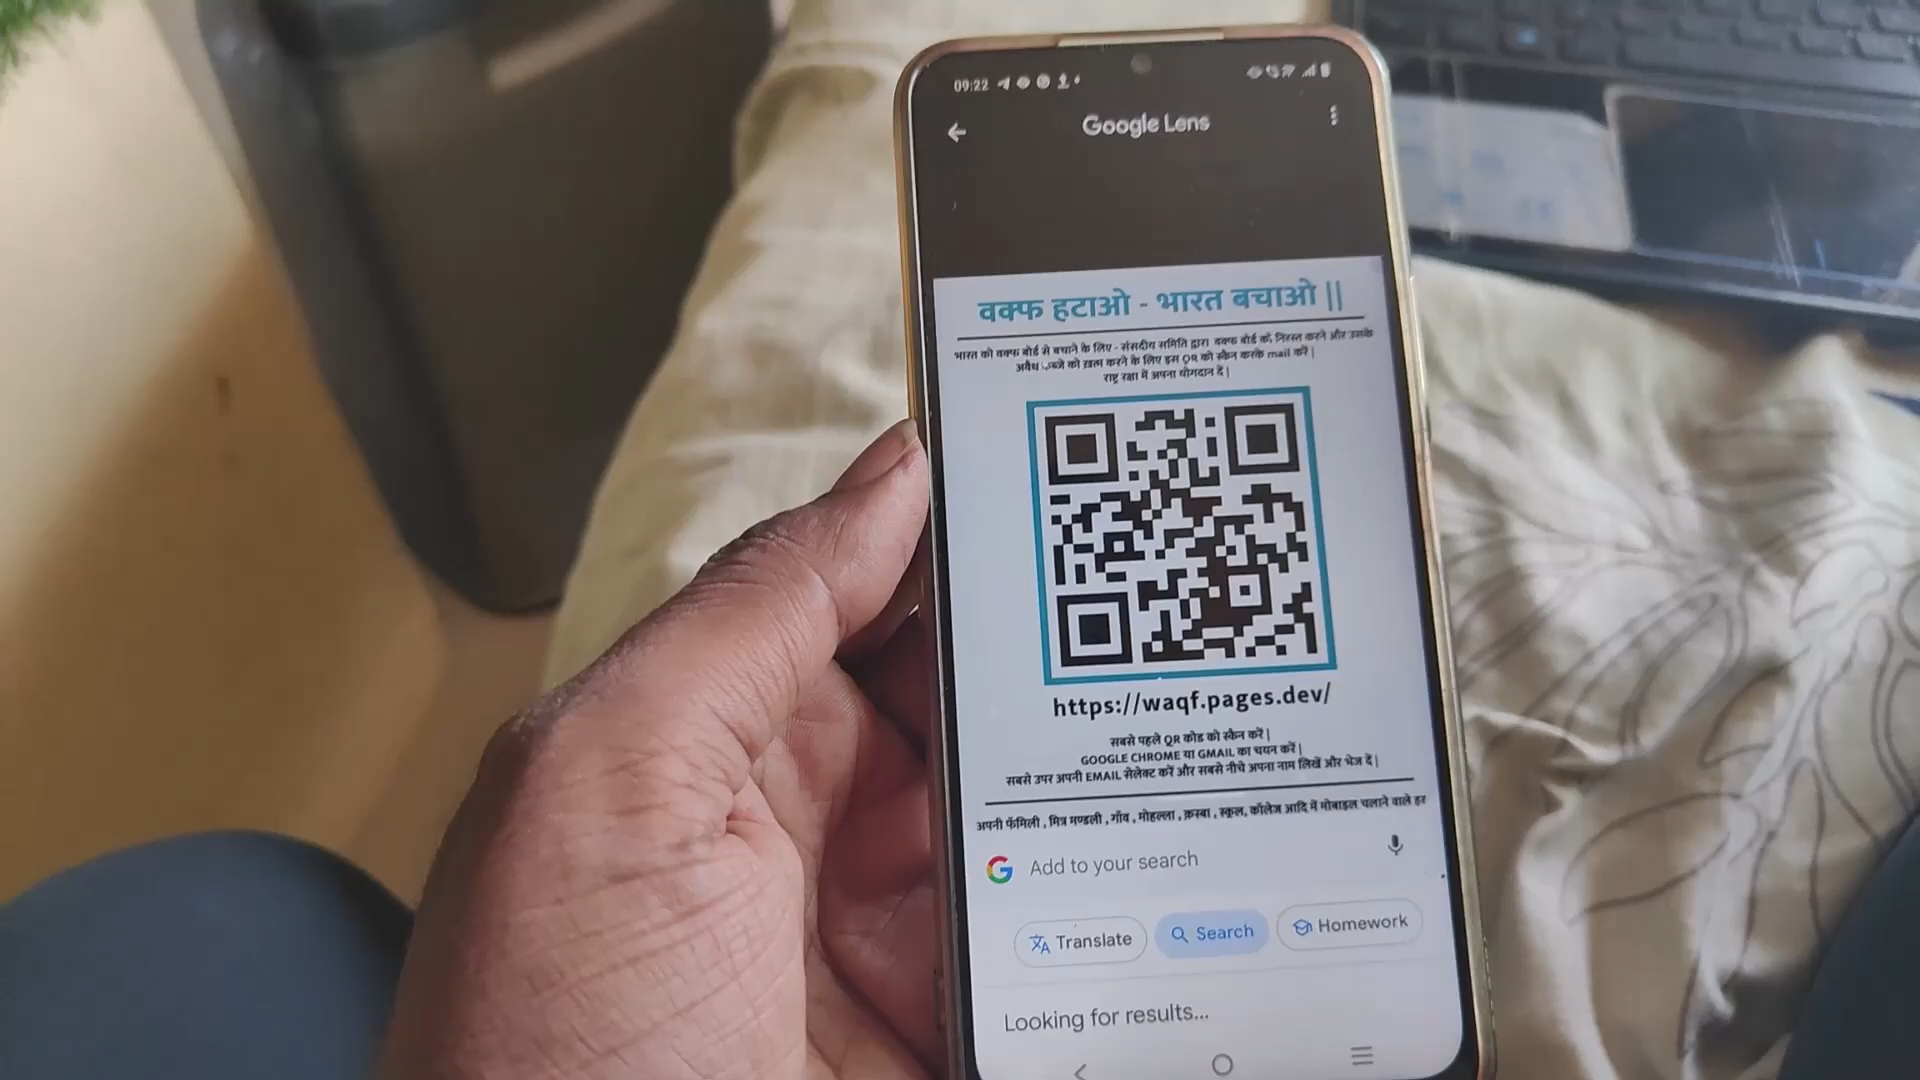 09:22
Google Lens
वक्फ हटाओ - भारत बचाओ ||
भारत को वक्फ बोर्ड से बचाने के लिए - संसदीय समिति द्वारा वक्फ बोर्ड को निरस्त करने और उसके
अवैध को ख़त्म करने के लिए इस QR को स्कैन करके mail करें |
राष्ट्र रक्षा में अपना योगदान दें |
https://waqf.pages.dev/
सबसे पहले QR कोड को स्कैन करें |
GOOGLE CHROME या GMAIL का चयन करें |
सबसे उपर अपनी EMAIL सेलेक्ट करें और सबसे नीचे अपना नाम लिखें और भेज दें |
अपनी फॅमिली , मित्र मण्डली , गाँव , मोहल्ला , क़स्बा , स्कूल, कॉलेज आदि में मोबाइल चलाने वाले हर
Add to your search
Translate
Search
Homework
Looking for results...